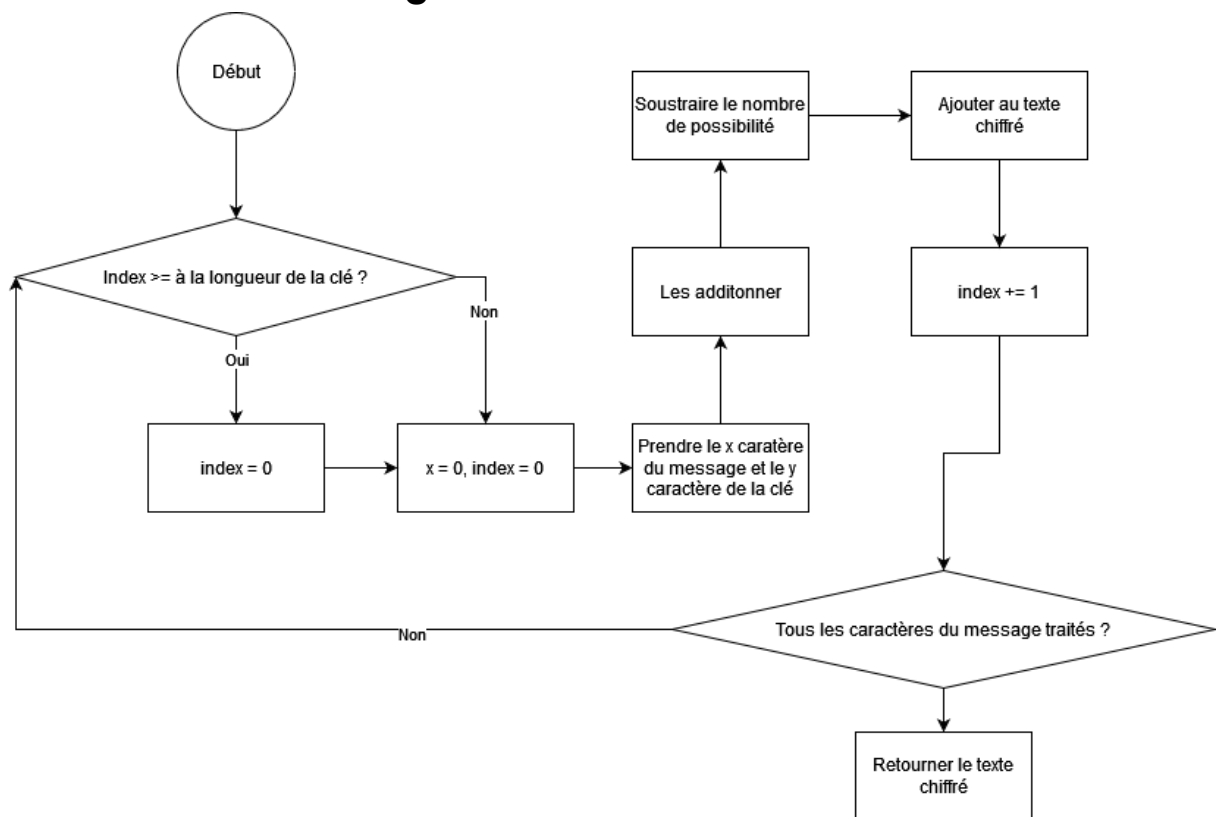 Début
Index >= à la longueur de la clé ?
Oui
Non
index = 0
x = 0, index = 0
Prendre le x caratère
du message et le y
caractère de la clé
Les additonner
Soustraire le nombre
de possibilité
Ajouter au texte
chiffré
index += 1
Tous les caractères du message traités ?
Non
Retourner le texte
chiffré